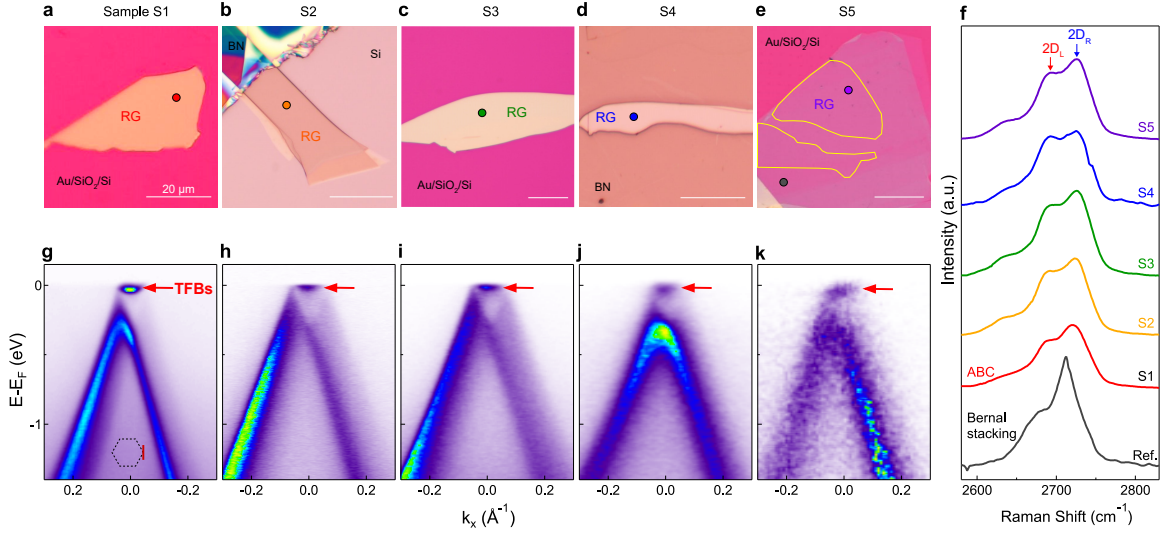 a Sample S1
b S2
c S3
d S4
e S5
f
RG
Au/SiO₂/Si
20 μm
BN
Si
RG
RG
Au/SiO₂/Si
RG
BN
Au/SiO₂/Si
RG
2D_L
2D_R
S5
S4
S3
S2
ABC
S1
Bernal
stacking
Ref.
Intensity (a.u.)
2600 2700 2800
Raman Shift (cm⁻¹)
g h i j k
TFBs
0
-1
E-E_F (eV)
0.2 0.0 -0.2
-0.2 0.0 0.2
-0.2 0.0 0.2
-0.2 0.0 0.2
-0.2 0.0 0.2
k_x (Å⁻¹)